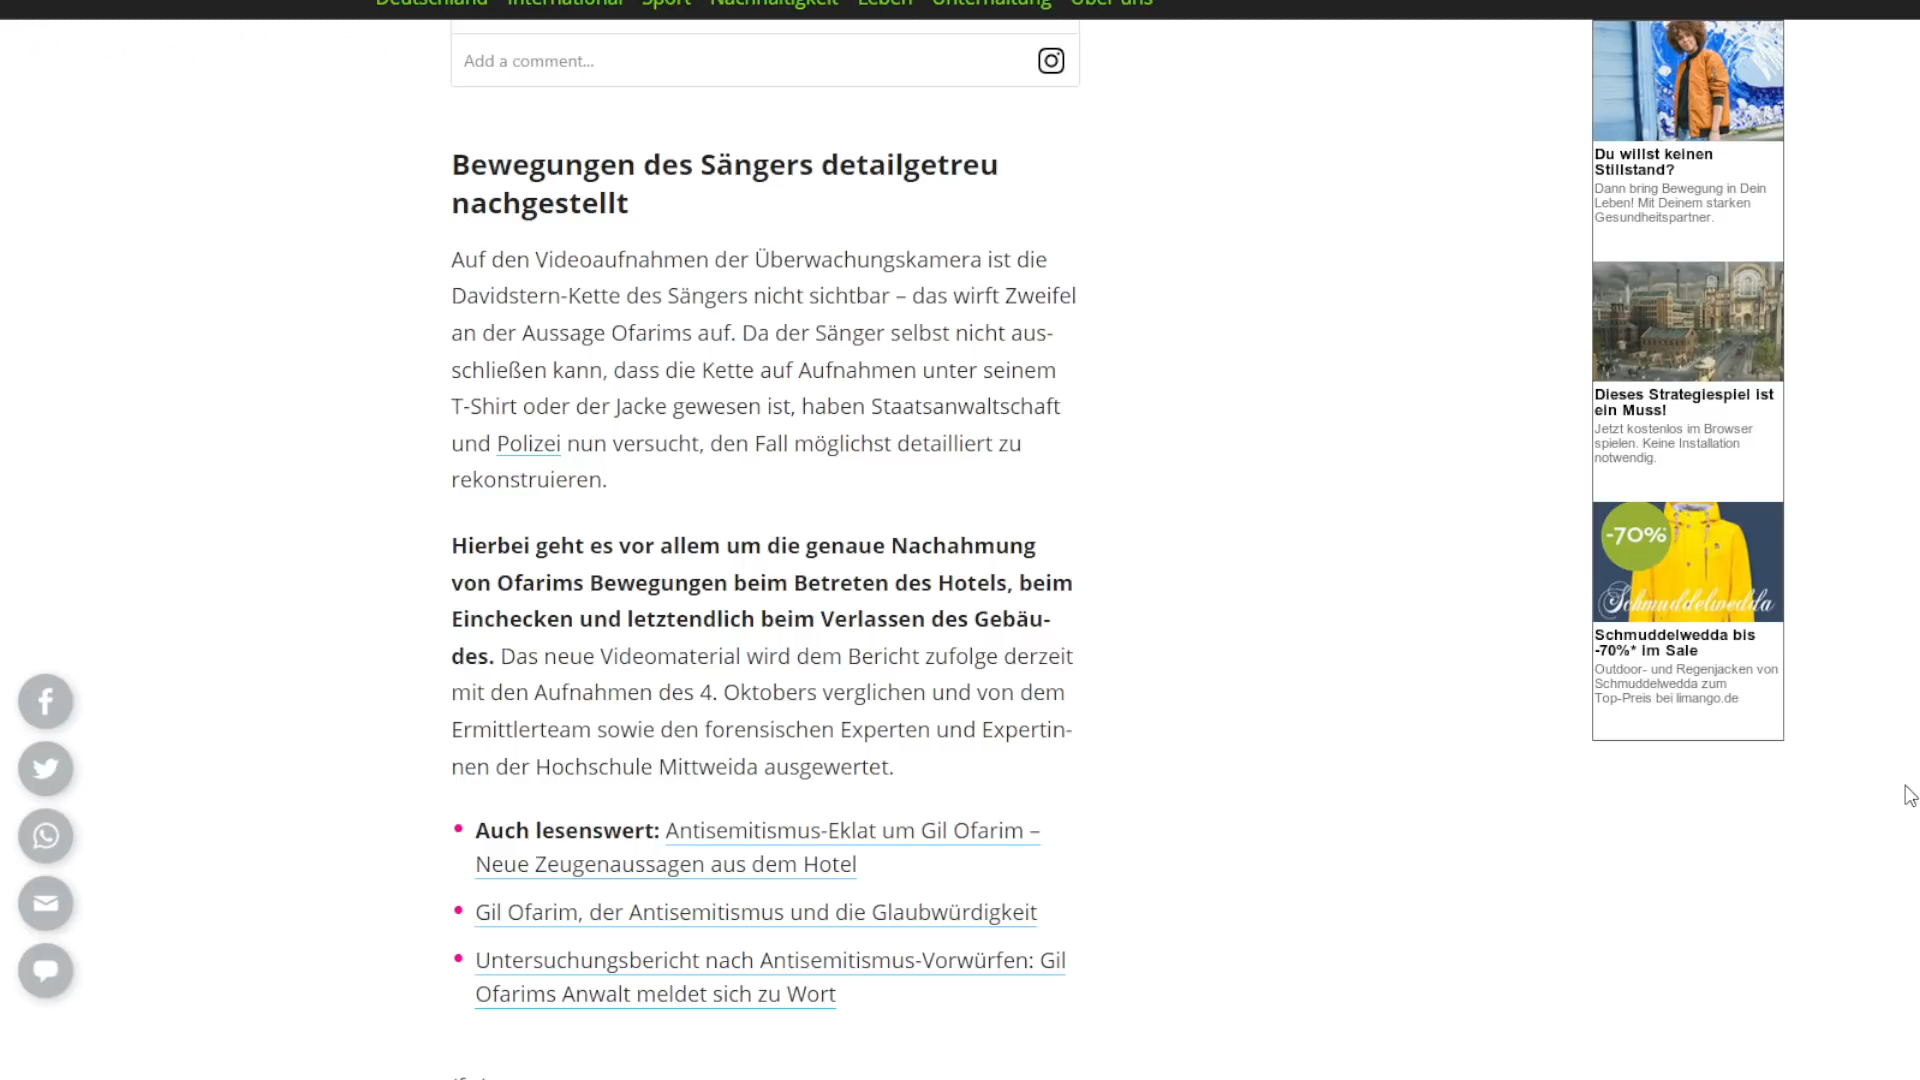 Deutschland International Sport Nachhaltigkeit Leben Unterhaltung Über uns
Add a comment...
Bewegungen des Sängers detailgetreu
nachgestellt
Auf den Videoaufnahmen der Überwachungskamera ist die
Davidstern-Kette des Sängers nicht sichtbar – das wirft Zweifel
an der Aussage Ofarims auf. Da der Sänger selbst nicht aus-
schließen kann, dass die Kette auf Aufnahmen unter seinem
T-Shirt oder der Jacke gewesen ist, haben Staatsanwaltschaft
und Polizei nun versucht, den Fall möglichst detailliert zu
rekonstruieren.
Hierbei geht es vor allem um die genaue Nachahmung
von Ofarims Bewegungen beim Betreten des Hotels, beim
Einchecken und letztendlich beim Verlassen des Gebäu-
des. Das neue Videomaterial wird dem Bericht zufolge derzeit
mit den Aufnahmen des 4. Oktobers verglichen und von dem
Ermittlerteam sowie den forensischen Experten und Expertin-
nen der Hochschule Mittweida ausgewertet.
• Auch lesenswert: Antisemitismus-Eklat um Gil Ofarim –
Neue Zeugenaussagen aus dem Hotel
• Gil Ofarim, der Antisemitismus und die Glaubwürdigkeit
• Untersuchungsbericht nach Antisemitismus-Vorwürfen: Gil
Ofarims Anwalt meldet sich zu Wort
Du willst keinen
Stillstand?
Dann bring Bewegung in Dein
Leben! Mit Deinem starken
Gesundheitspartner.
Dieses Strategiespiel ist
ein Muss!
Jetzt kostenlos im Browser
spielen. Keine Installation
notwendig.
-70%*
Schmuddelwedda
Schmuddelwedda bis
-70%* im Sale
Outdoor- und Regenjacken von
Schmuddelwedda zum
Top-Preis bei limango.de